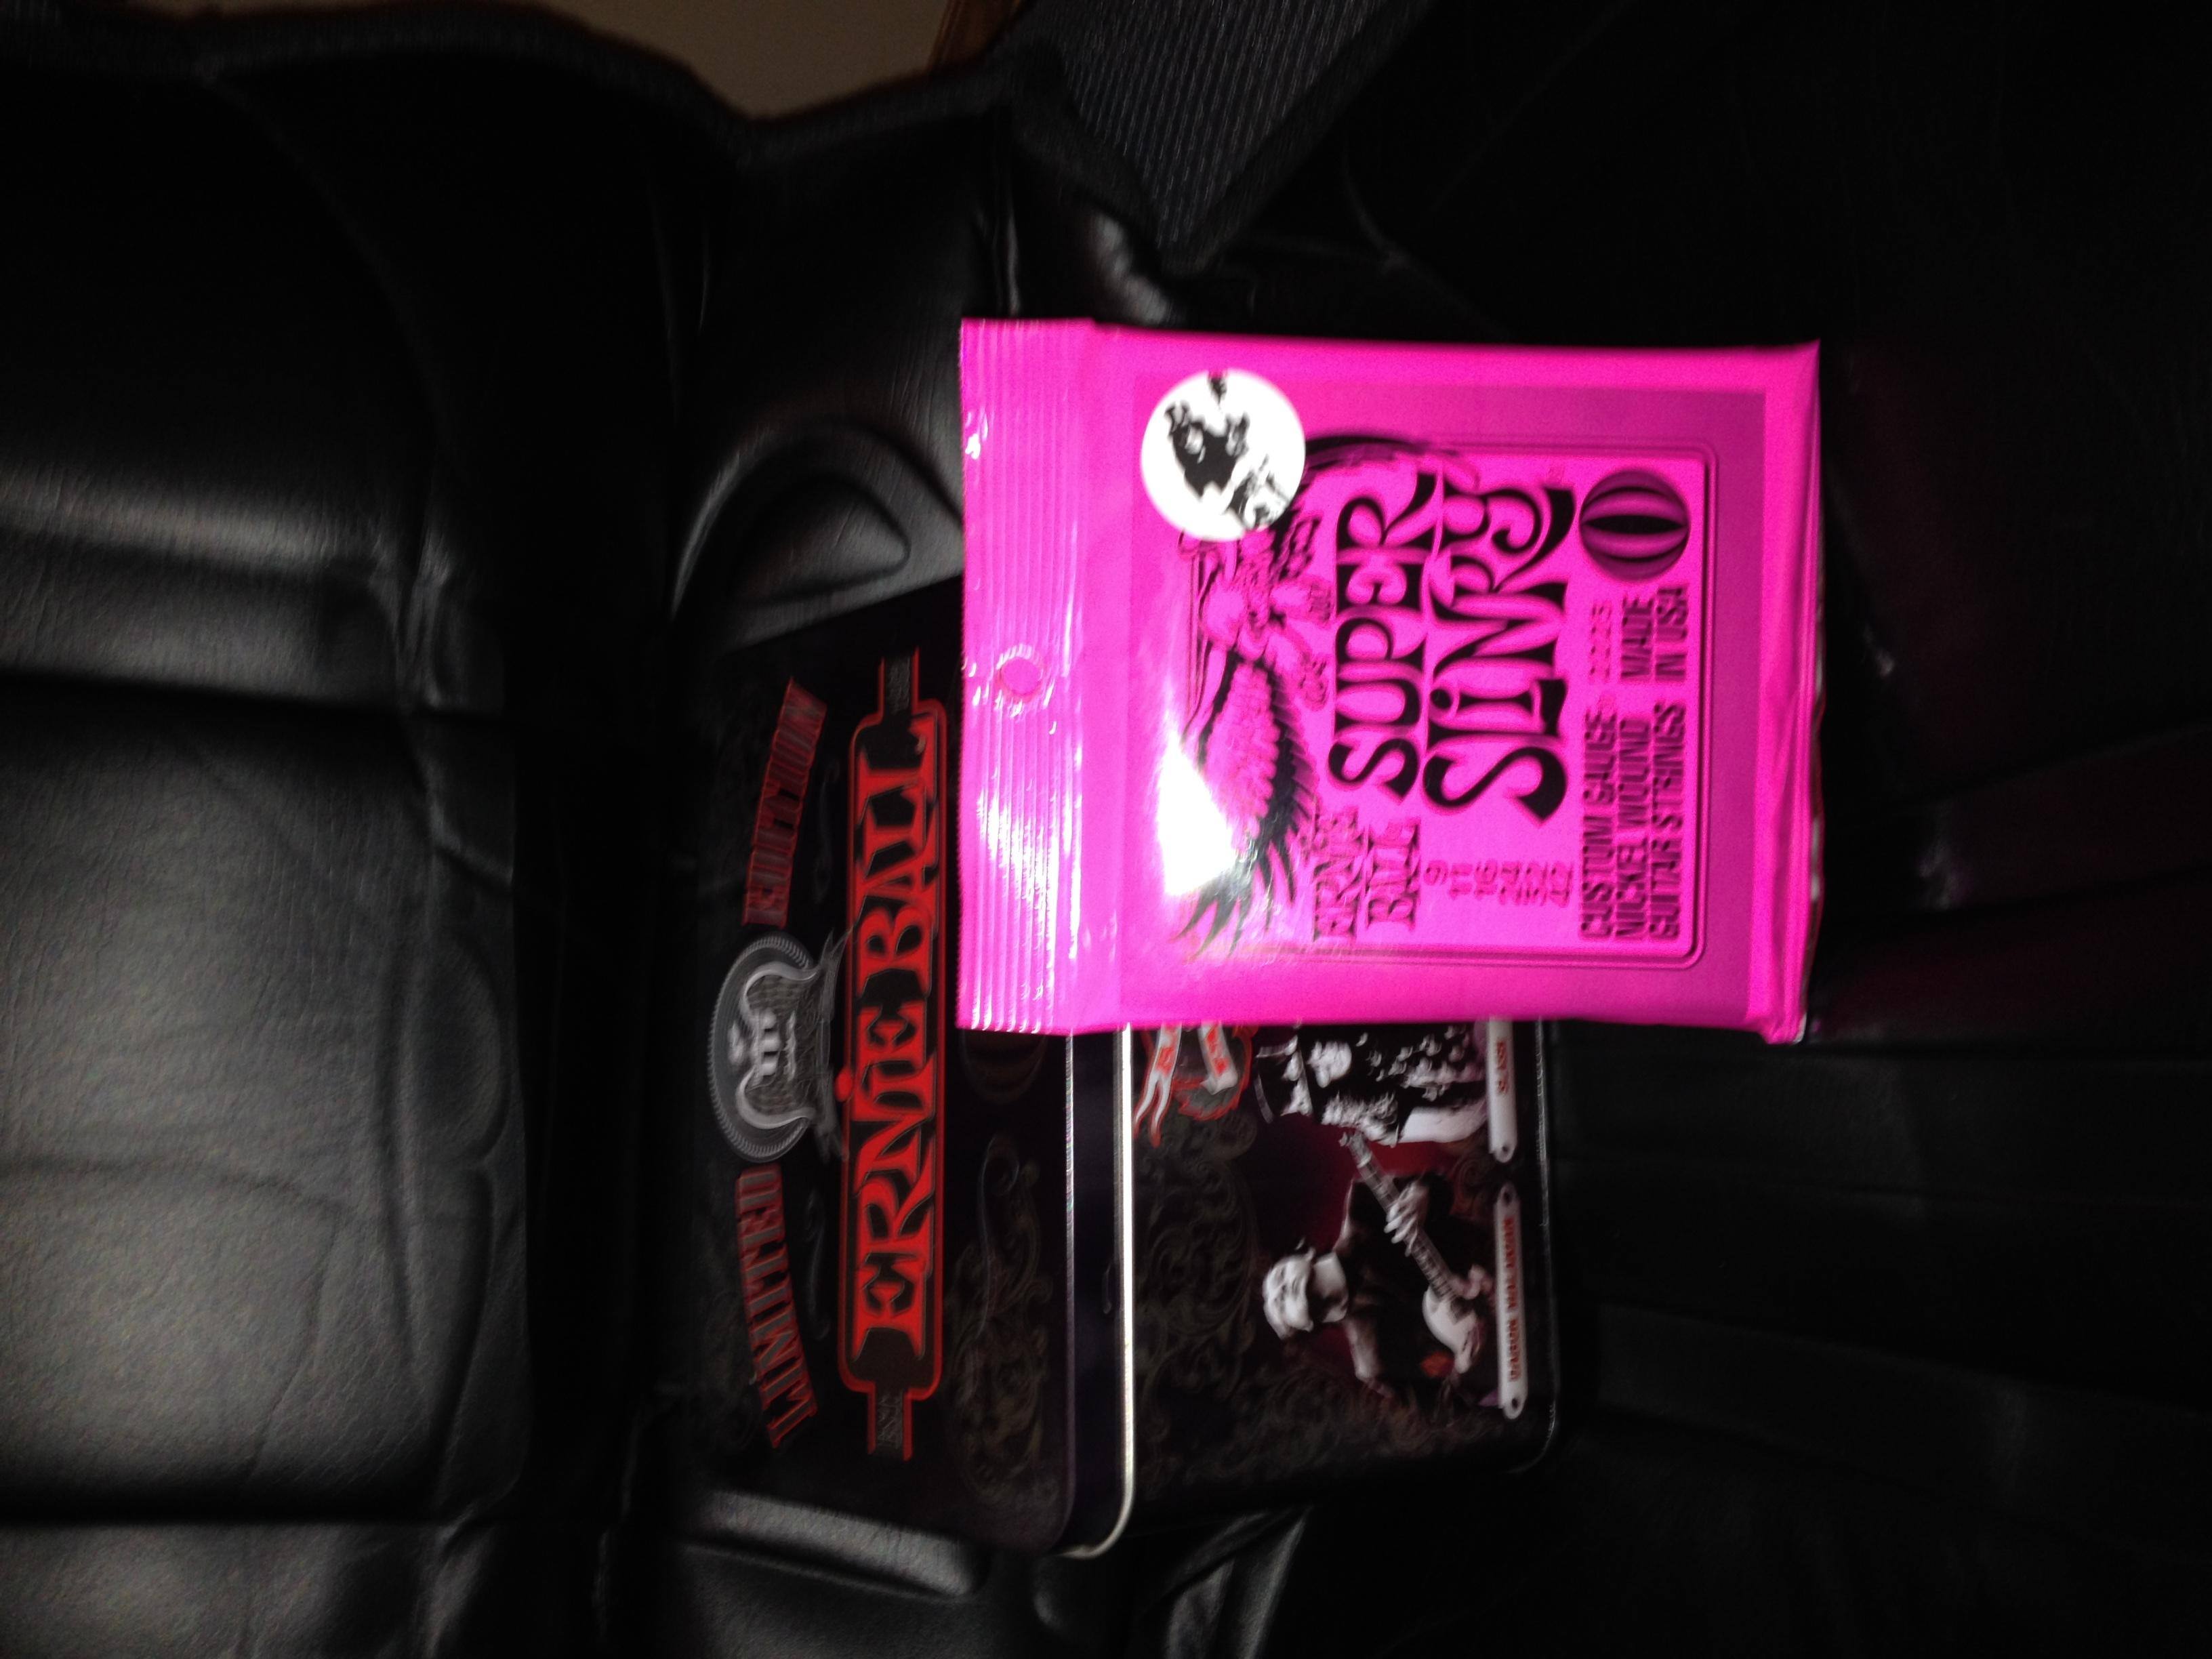 ERNIE BALL
SUPER
SLINKY
9
11
16
24
32
42
CUSTOM GAUGE 2223
NICKEL WOUND MADE
GUITAR STRINGS IN USA
LIMITED EDITION
ERNIE BALL